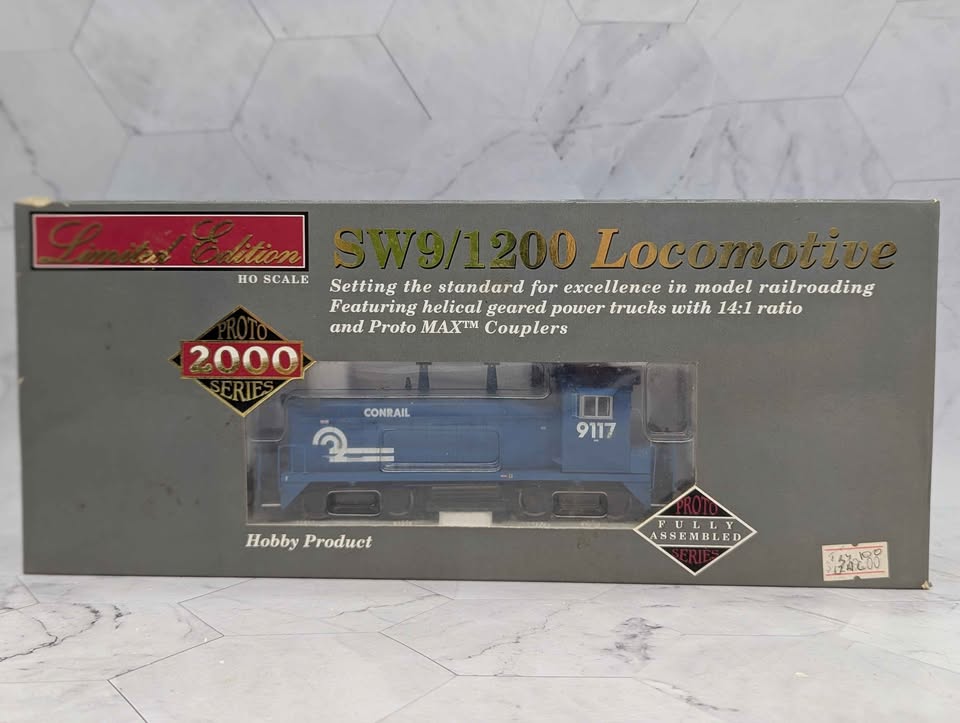 Limited Edition
HO SCALE
SW9/1200 Locomotive
Setting the standard for excellence in model railroading
Featuring helical geared power trucks with 14:1 ratio
and Proto MAX™ Couplers
PROTO
2000
SERIES
CONRAIL
9117
Hobby Product
PROTO
FULLY
ASSEMBLED
SERIES